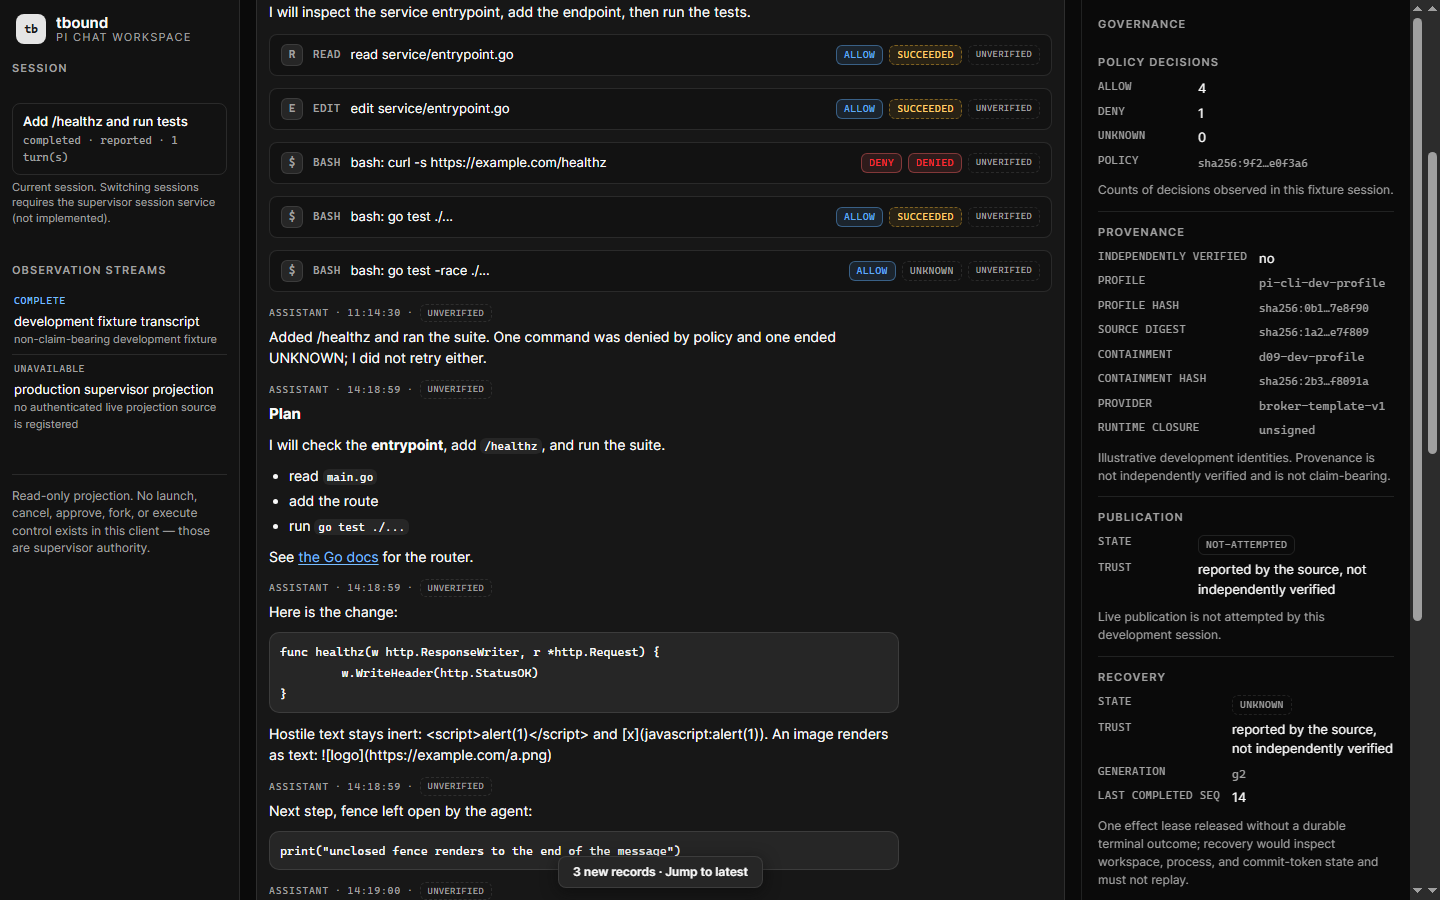 tb
tbound
PI CHAT WORKSPACE
SESSION
Add /healthz and run tests
completed · reported · 1
turn(s)
Current session. Switching sessions
requires the supervisor session service
(not implemented).
OBSERVATION STREAMS
COMPLETE
development fixture transcript
non-claim-bearing development fixture
UNAVAILABLE
production supervisor projection
no authenticated live projection source
is registered
Read-only projection. No launch,
cancel, approve, fork, or execute
control exists in this client — those
are supervisor authority.
I will inspect the service entrypoint, add the endpoint, then run the tests.
R READ read service/entrypoint.go ALLOW SUCCEEDED UNVERIFIED
E EDIT edit service/entrypoint.go ALLOW SUCCEEDED UNVERIFIED
$ BASH bash: curl -s https://example.com/healthz DENY DENIED UNVERIFIED
$ BASH bash: go test ./... ALLOW SUCCEEDED UNVERIFIED
$ BASH bash: go test -race ./... ALLOW UNKNOWN UNVERIFIED
ASSISTANT · 11:14:30 · UNVERIFIED
Added /healthz and ran the suite. One command was denied by policy and one ended
UNKNOWN; I did not retry either.
ASSISTANT · 14:18:59 · UNVERIFIED
Plan
I will check the entrypoint, add /healthz, and run the suite.
• read main.go
• add the route
• run go test ./...
See the Go docs for the router.
ASSISTANT · 14:18:59 · UNVERIFIED
Here is the change:
func healthz(w http.ResponseWriter, r *http.Request) {
w.WriteHeader(http.StatusOK)
}
Hostile text stays inert: <script>alert(1)</script> and [x](javascript:alert(1)). An image renders
as text: ![logo](https://example.com/a.png)
ASSISTANT · 14:18:59 · UNVERIFIED
Next step, fence left open by the agent:
print("unclosed fence renders to the end of the message")
3 new records · Jump to latest
ASSISTANT · 14:19:00 · UNVERIFIED
GOVERNANCE
POLICY DECISIONS
ALLOW 4
DENY 1
UNKNOWN 0
POLICY sha256:9f2…e0f3a6
Counts of decisions observed in this fixture session.
PROVENANCE
INDEPENDENTLY VERIFIED no
PROFILE pi-cli-dev-profile
PROFILE HASH sha256:0b1…7e8f90
SOURCE DIGEST sha256:1a2…e7f809
CONTAINMENT d09-dev-profile
CONTAINMENT HASH sha256:2b3…f8091a
PROVIDER broker-template-v1
RUNTIME CLOSURE unsigned
Illustrative development identities. Provenance is
not independently verified and is not claim-bearing.
PUBLICATION
STATE NOT-ATTEMPTED
TRUST reported by the source, not
independently verified
Live publication is not attempted by this
development session.
RECOVERY
STATE UNKNOWN
TRUST reported by the source,
not independently verified
GENERATION g2
LAST COMPLETED SEQ 14
One effect lease released without a durable
terminal outcome; recovery would inspect
workspace, process, and commit-token state and
must not replay.